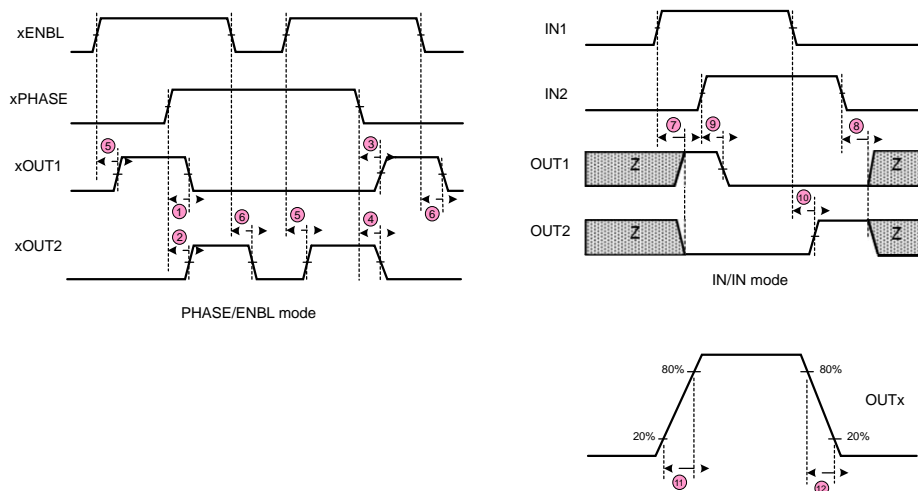 xENBL
xPHASE
5
3
xOUT1
1
6
6
5
4
2
xOUT2
PHASE/ENBL mode
IN1
IN2
7
9
8
OUT1
Z
Z
10
OUT2
Z
Z
IN/IN mode
80%
80%
OUTx
20%
20%
11
12